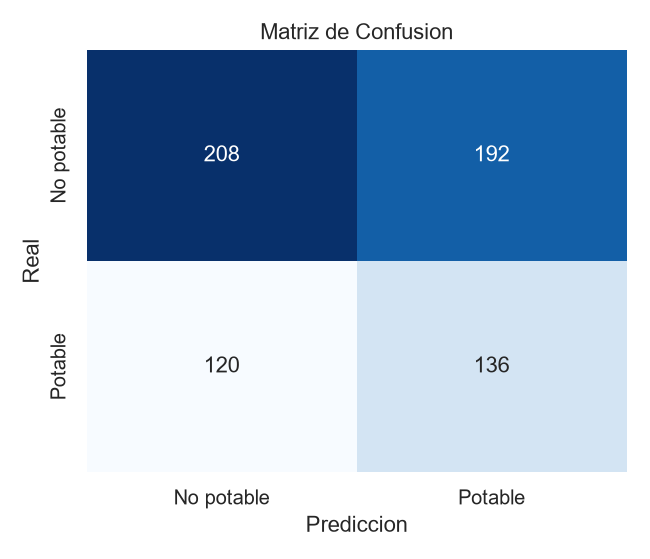 Matriz de Confusion
No potable
208
192
Real
Potable
120
136
No potable
Potable
Prediccion